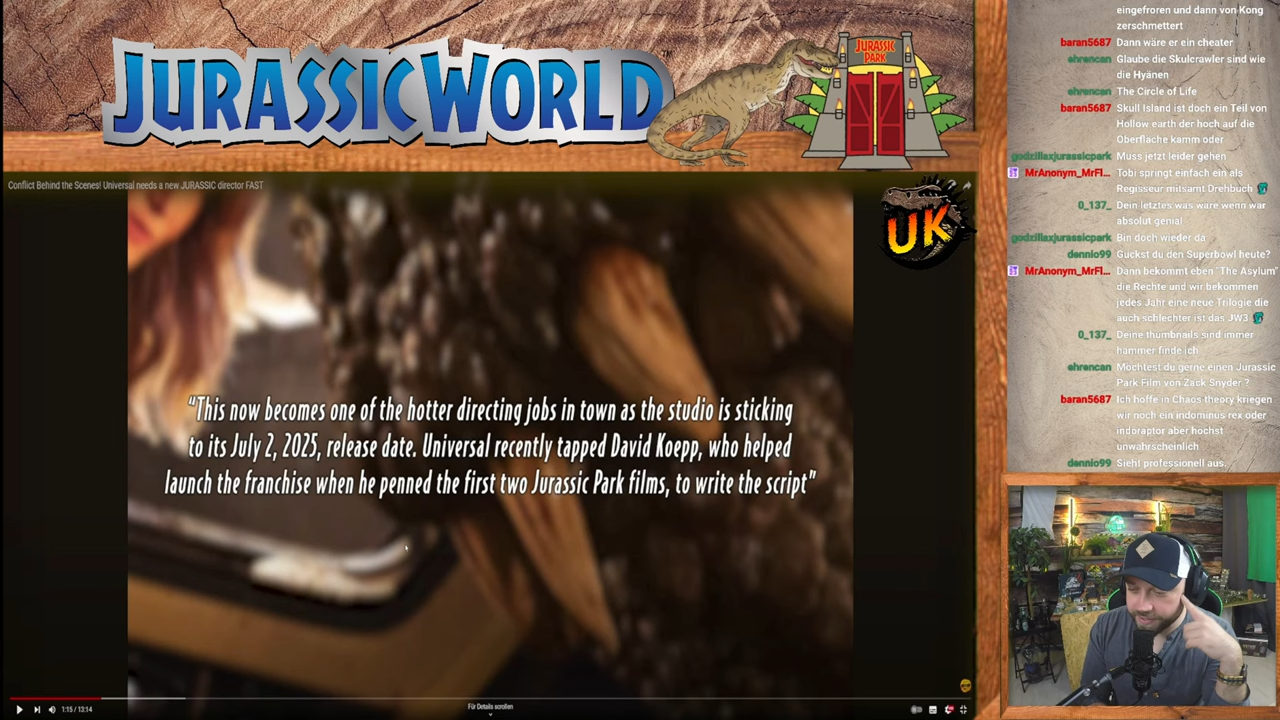 JURASSIC WORLD
JURASSIC
PARK
Conflict Behind the Scenes! Universal needs a new JURASSIC director FAST
UK
"This now becomes one of the hotter directing jobs in town as the studio is sticking
to its July 2, 2025, release date. Universal recently tapped David Koepp, who helped
launch the franchise when he penned the first two Jurassic Park films, to write the script"
1:15 / 13:14
Für Details scrollen
eingefroren und dann von Kong
zerschmettert
baran5687 Dann wäre er ein cheater
ehrencan Glaube die Skulcrawler sind wie
die Hyänen
ehrencan The Circle of Life
baran5687 Skull Island ist doch ein Teil von
Hollow earth der hoch auf die
Oberfläche kamm oder
godzillaxjurassicpark Muss jetzt leider gehen
MrAnonym_MrFl... Tobi springt einfach ein als
Regisseur mitsamt Drehbuch
0_137_ Dein letztes was wäre wenn war
absolut genial
godzillaxjurassicpark Bin doch wieder da
dennio99 Guckst du den Superbowl heute?
MrAnonym_MrFl... Dann bekommt eben "The Asylum"
die Rechte und wir bekommen
jedes Jahr eine neue Trilogie die
auch schlechter ist das JW3
0_137_ Deine thumbnails sind immer
hammer finde ich
ehrencan Möchtest du gerne einen Jurassic
Park Film von Zack Snyder ?
baran5687 Ich hoffe in Chaos theory kriegen
wir noch ein indominus rex oder
indoraptor aber höchst
unwahrscheinlich
dennio99 Sieht professionell aus.